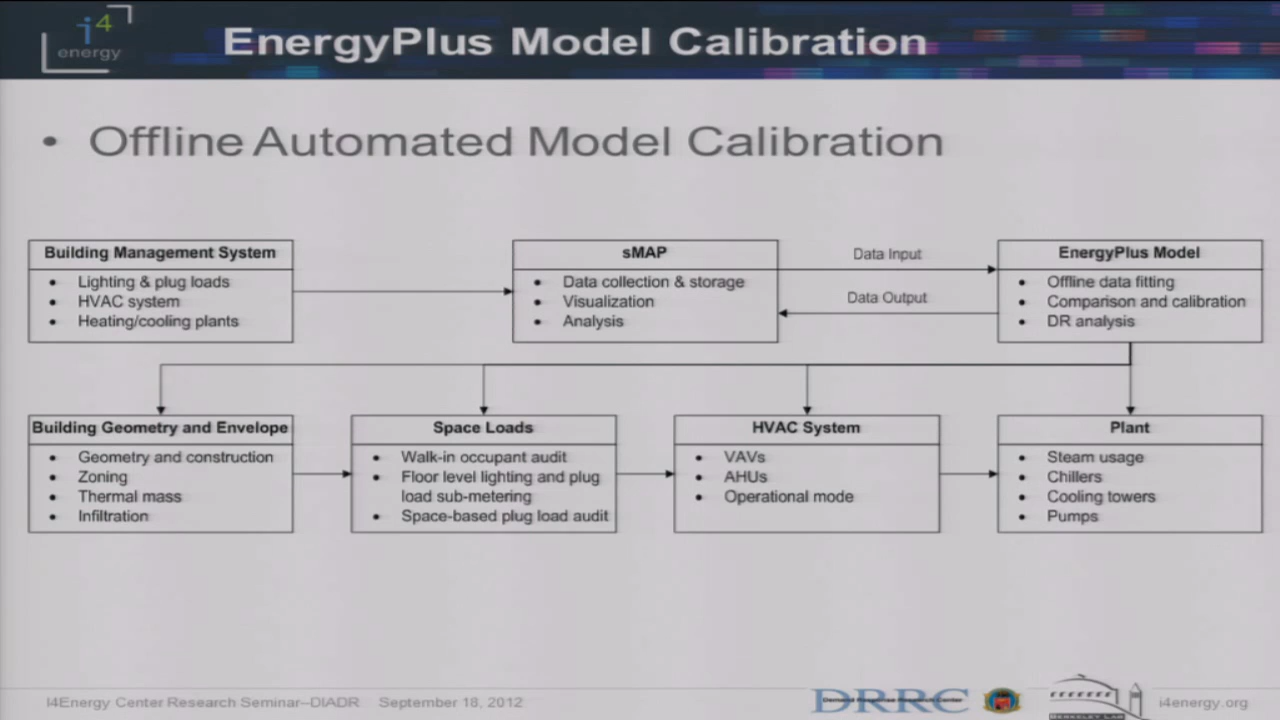 i4
energy
EnergyPlus Model Calibration
• Offline Automated Model Calibration
Building Management System
• Lighting & plug loads
• HVAC system
• Heating/cooling plants
sMAP
• Data collection & storage
• Visualization
• Analysis
Data Input
Data Output
EnergyPlus Model
• Offline data fitting
• Comparison and calibration
• DR analysis
Building Geometry and Envelope
• Geometry and construction
• Zoning
• Thermal mass
• Infiltration
Space Loads
• Walk-in occupant audit
• Floor level lighting and plug
load sub-metering
• Space-based plug load audit
HVAC System
• VAVs
• AHUs
• Operational mode
Plant
• Steam usage
• Chillers
• Cooling towers
• Pumps
I4Energy Center Research Seminar–DIADR September 18, 2012
DRRC
BERKELEY LAB
i4energy.org